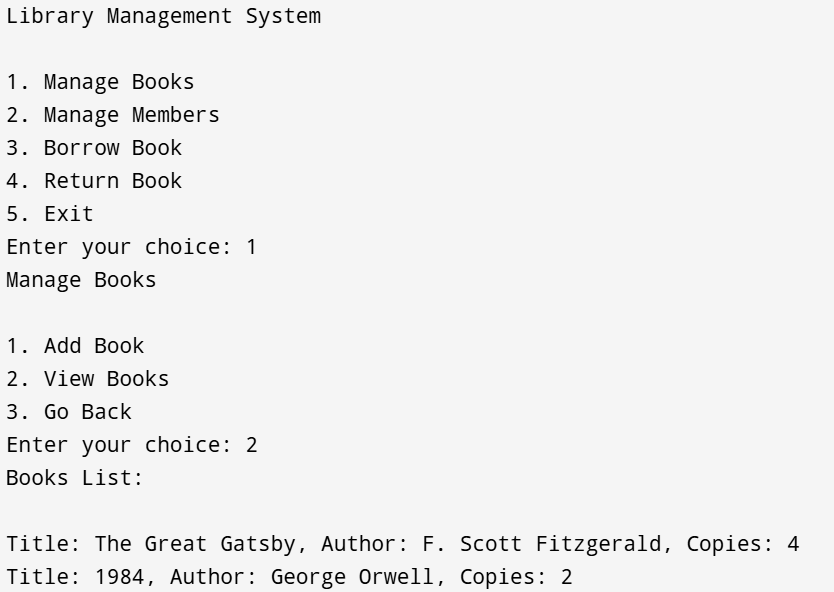 Library Management System
1. Manage Books
2. Manage Members
3. Borrow Book
4. Return Book
5. Exit
Enter your choice: 1
Manage Books
1. Add Book
2. View Books
3. Go Back
Enter your choice: 2
Books List:
Title: The Great Gatsby, Author: F. Scott Fitzgerald, Copies: 4
Title: 1984, Author: George Orwell, Copies: 2